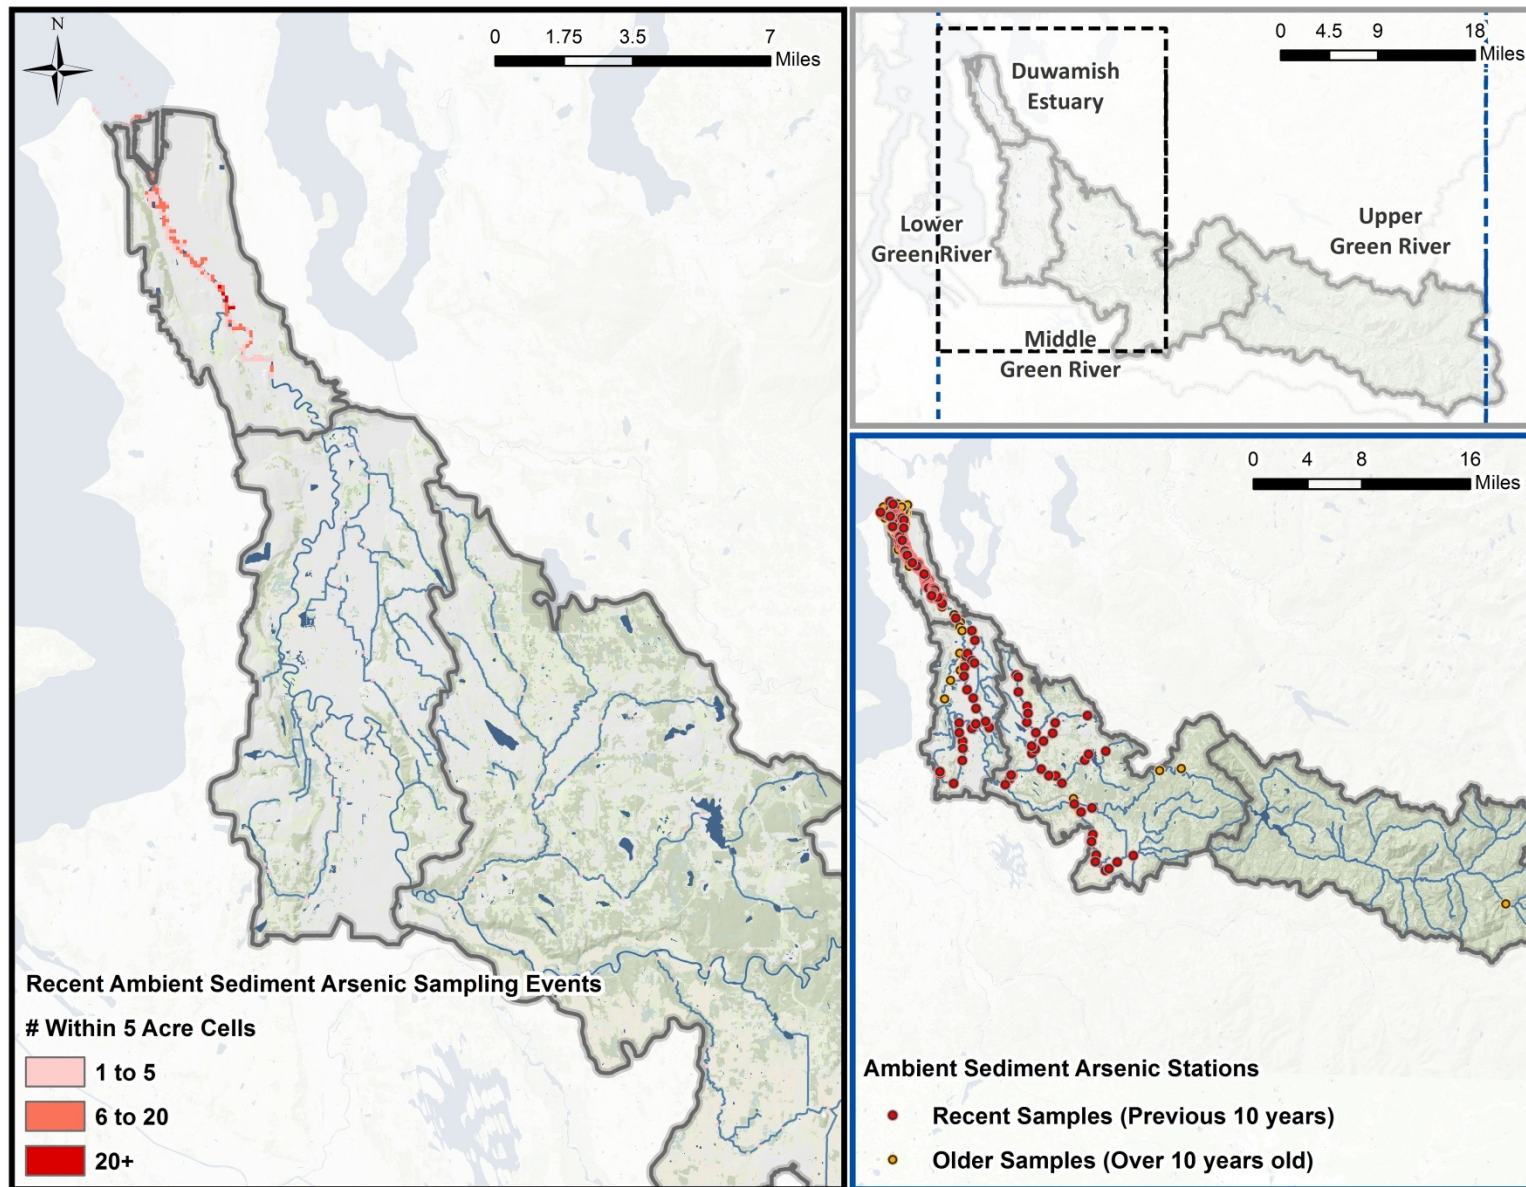 N
0 1.75 3.5 7
Miles
Recent Ambient Sediment Arsenic Sampling Events
# Within 5 Acre Cells
1 to 5
6 to 20
20+
0 4.5 9 18
Miles
Duwamish
Estuary
Lower
Green River
Upper
Green River
Middle
Green River
0 4 8 16
Miles
Ambient Sediment Arsenic Stations
Recent Samples (Previous 10 years)
Older Samples (Over 10 years old)